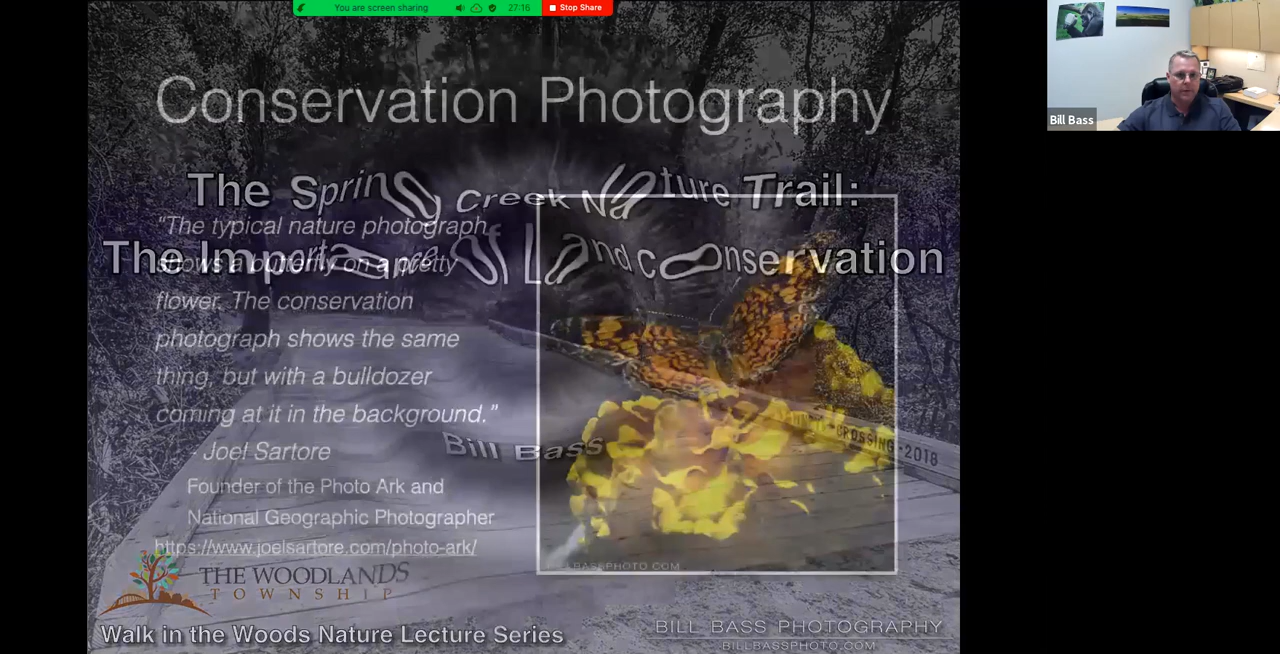 You are screen sharing
27:16
Stop Share
Bill Bass
Conservation Photography
The Spring Creek Nature Trail:
The Importance of Land Conservation
"The typical nature photograph
shows a butterfly on a pretty
flower. The conservation
photograph shows the same
thing, but with a bulldozer
coming at it in the background."
- Joel Sartore
Founder of the Photo Ark and
National Geographic Photographer
https://www.joelsartore.com/photo-ark/
Bill Bass
CROSSING-2018
BASSPHOTO.COM
THE WOODLANDS
TOWNSHIP
Walk in the Woods Nature Lecture Series
BILL BASS PHOTOGRAPHY
BILLBASSPHOTO.COM